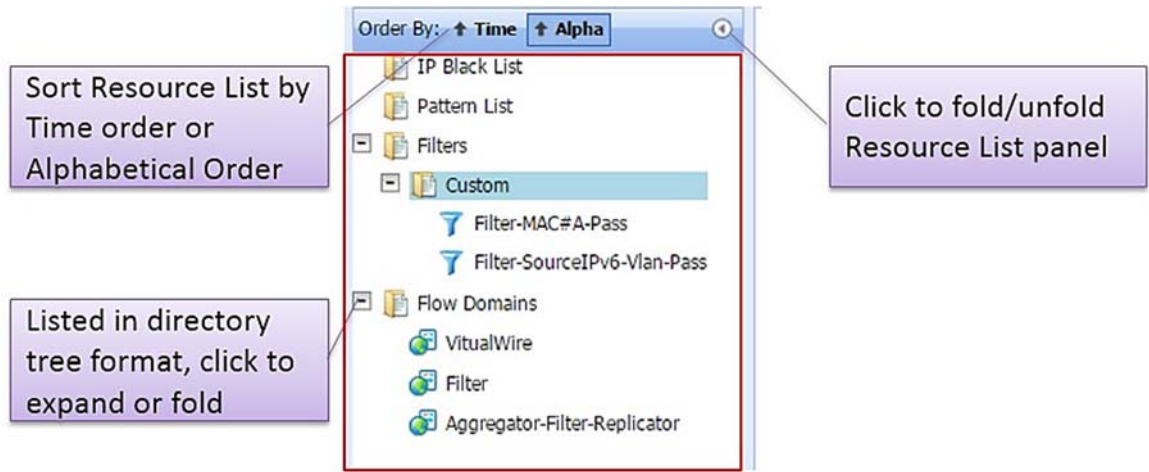 Order By: Time Alpha
Sort Resource List by
Time order or
Alphabetical Order
IP Black List
Pattern List
Filters
Custom
Filter-MAC#A-Pass
Filter-SourceIPv6-Vlan-Pass
Flow Domains
VitualWire
Filter
Aggregator-Filter-Replicator
Click to fold/unfold
Resource List panel
Listed in directory
tree format, click to
expand or fold